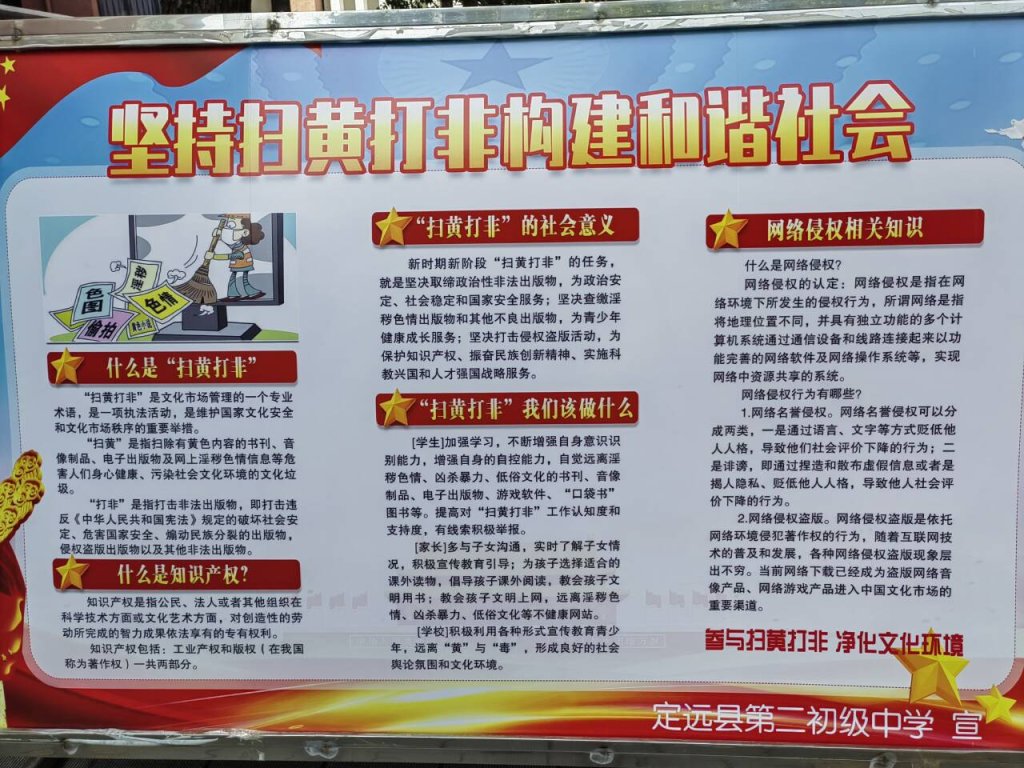 坚持扫黄打非构建和谐社会
色图
偷拍
色情
黄色小说
什么是“扫黄打非”
“扫黄打非”是文化市场管理的一个专业
术语，是一项执法活动，是维护国家文化安全
和文化市场秩序的重要举措。
“扫黄”是指扫除有黄色内容的书刊、音
像制品、电子出版物及网上淫秽色情信息等危
害人们身心健康、污染社会文化环境的文化垃
圾。
“打非”是指打击非法出版物，即打击违
反《中华人民共和国宪法》规定的破坏社会安
定、危害国家安全、煽动民族分裂的出版物，
侵权盗版出版物以及其他非法出版物。
什么是知识产权？
知识产权是指公民、法人或者其他组织在
科学技术方面或文化艺术方面，对创造性的劳
动所完成的智力成果依法享有的专有权利。
知识产权包括：工业产权和版权（在我国
称为著作权）一共两部分。
“扫黄打非”的社会意义
新时期新阶段“扫黄打非”的任务，
就是坚决取缔政治性非法出版物，为政治安
定、社会稳定和国家安全服务；坚决查缴淫
秽色情出版物和其他不良出版物，为青少年
健康成长服务；坚决打击侵权盗版活动，为
保护知识产权、振奋民族创新精神、实施科
教兴国和人才强国战略服务。
“扫黄打非”我们该做什么
[学生]加强学习，不断增强自身意识识
别能力，增强自身的自控能力，自觉远离淫
秽色情、凶杀暴力、低俗文化的书刊、音像
制品、电子出版物、游戏软件、“口袋书”
图书等。提高对“扫黄打非”工作认知度和
支持度，有线索积极举报。
[家长]多与子女沟通，实时了解子女情
况，积极宣传教育引导；为孩子选择适合的
课外读物，倡导孩子课外阅读，教会孩子文
明用书；教会孩子文明上网，远离淫秽色
情、凶杀暴力、低俗文化等不健康网站。
[学校]积极利用各种形式宣传教育青少
年，远离“黄”与“毒”，形成良好的社会
舆论氛围和文化环境。
网络侵权相关知识
什么是网络侵权？
网络侵权的认定：网络侵权是指在网
络环境下所发生的侵权行为，所谓网络是指
将地理位置不同，并具有独立功能的多个计
算机系统通过通信设备和线路连接起来以功
能完善的网络软件及网络操作系统等，实现
网络中资源共享的系统。
网络侵权行为有哪些?
1.网络名誉侵权。网络名誉侵权可以分
成两类，一是通过语言、文字等方式贬低他
人人格，导致他们社会评价下降的行为；二
是诽谤，即通过捏造和散布虚假信息或者是
揭人隐私、贬低他人人格，导致他人社会评
价下降的行为。
2.网络侵权盗版。网络侵权盗版是依托
网络环境侵犯著作权的行为，随着互联网技
术的普及和发展，各种网络侵权盗版现象层
出不穷。当前网络下载已经成为盗版网络音
像产品、网络游戏产品进入中国文化市场的
重要渠道。
参与扫黄打非 净化文化环境
定远县第二初级中学 宣